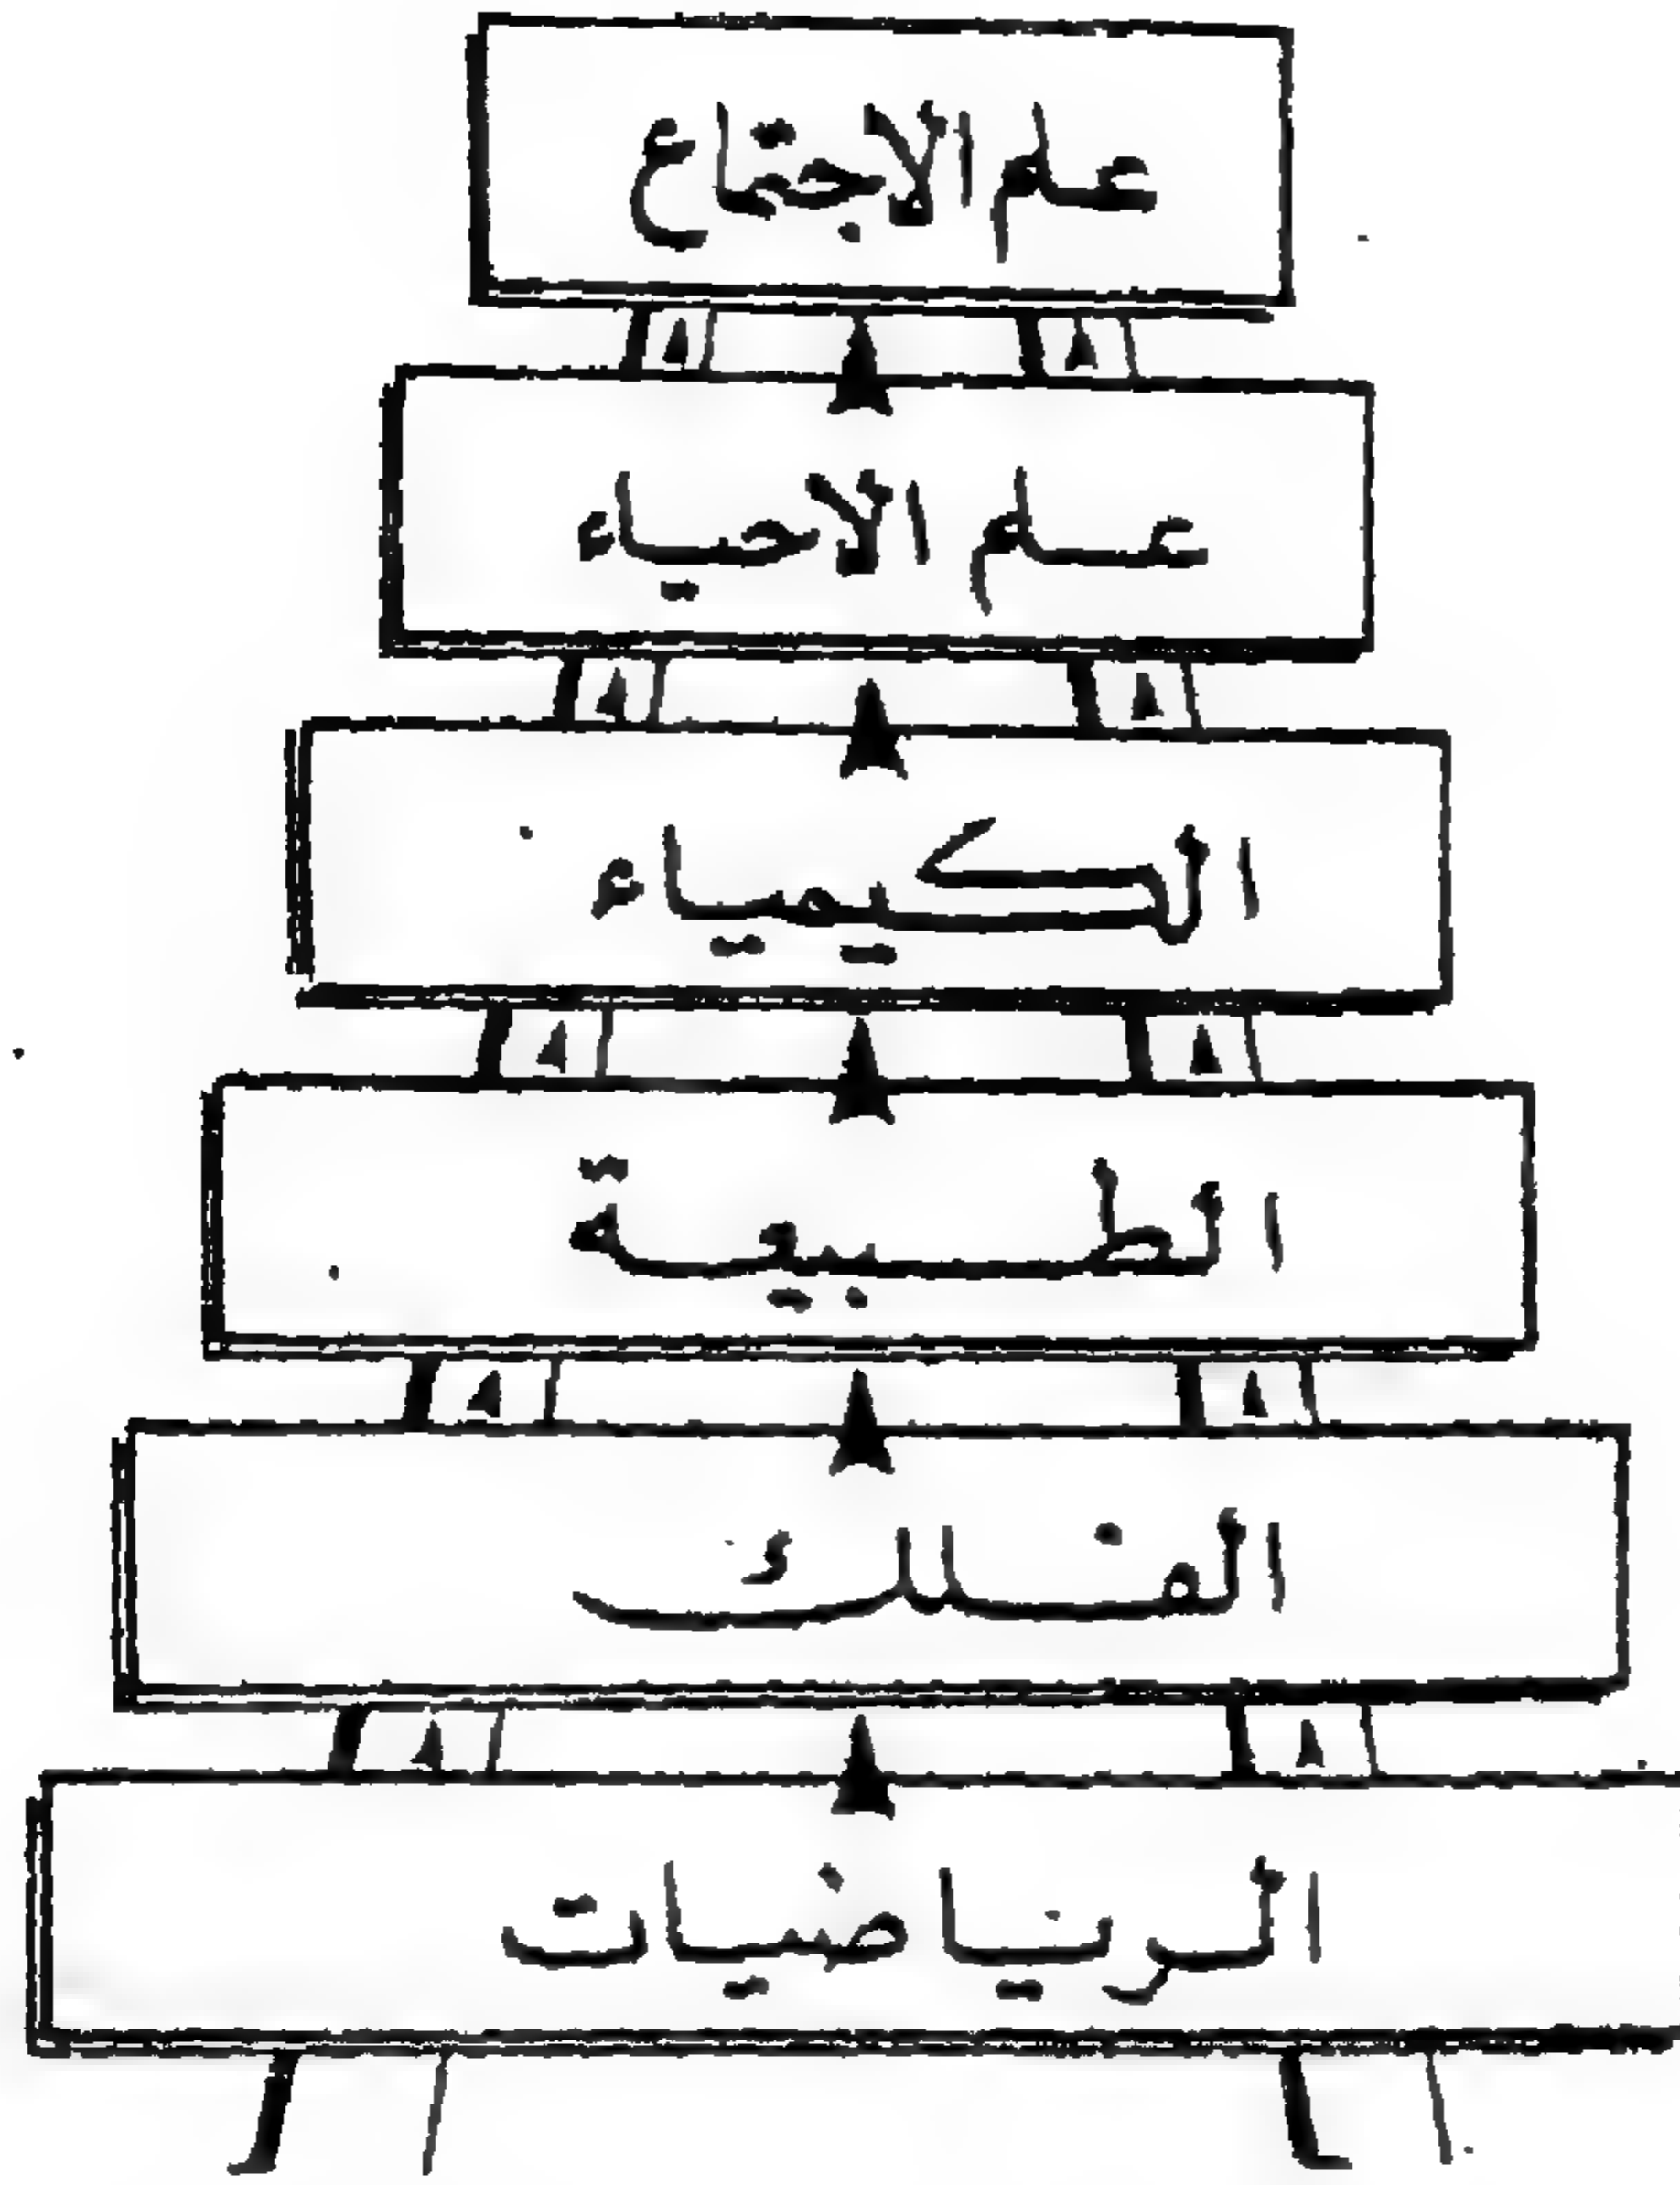 علم الاجتماع
علم الاحياء
الكيمياء
الطبيعة
الفلك
الرياضيات